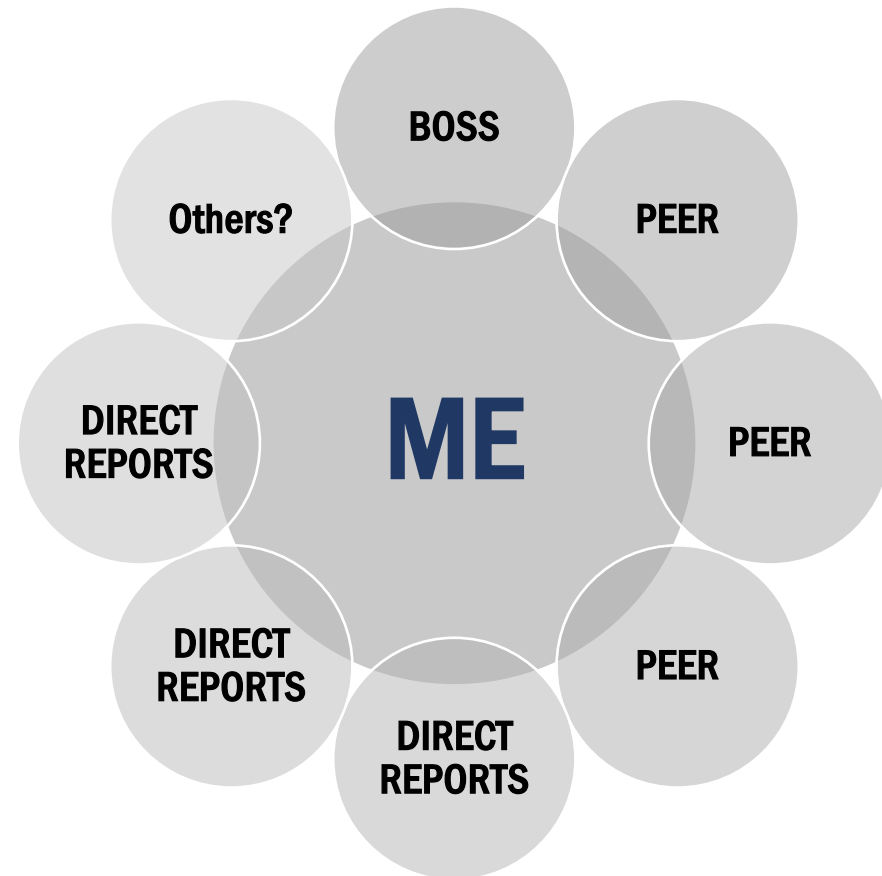 BOSS
Others?
PEER
DIRECT
REPORTS
ME
PEER
DIRECT
REPORTS
PEER
DIRECT
REPORTS